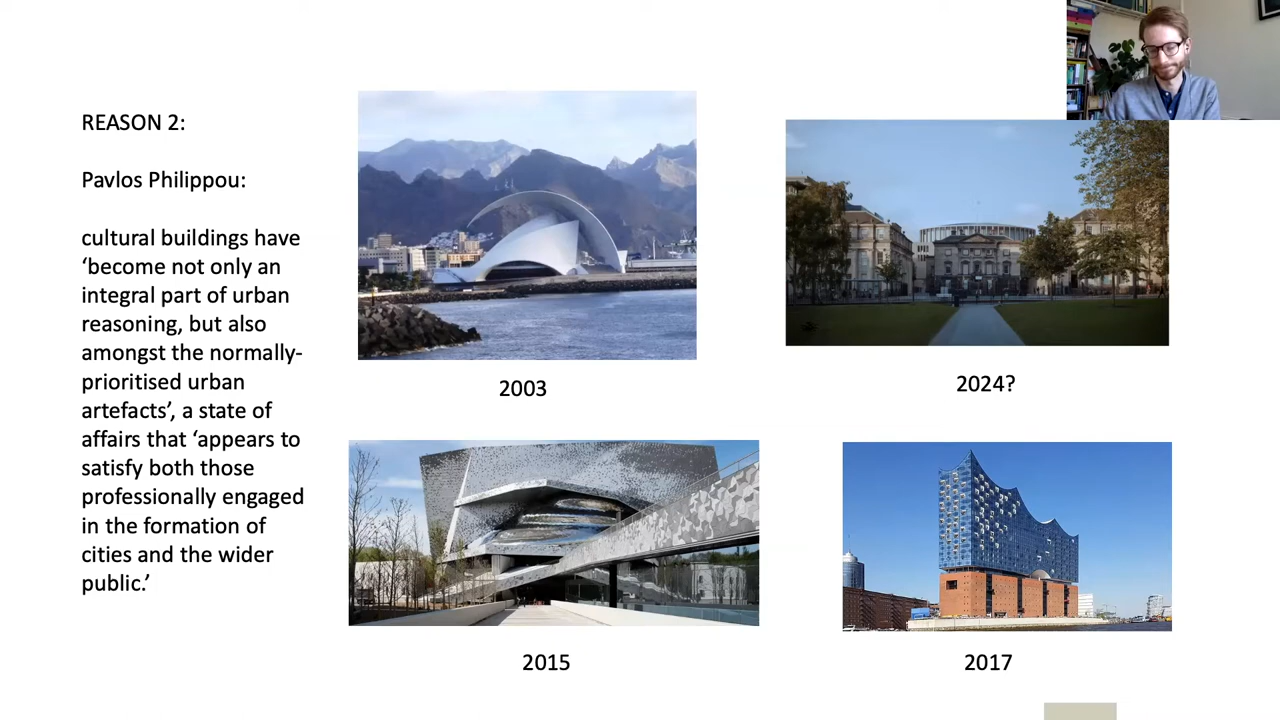 REASON 2:
Pavlos Philippou:
cultural buildings have
‘become not only an
integral part of urban
reasoning, but also
amongst the normally-
prioritised urban
artefacts’, a state of
affairs that ‘appears to
satisfy both those
professionally engaged
in the formation of
cities and the wider
public.’
2003
2024?
2015
2017